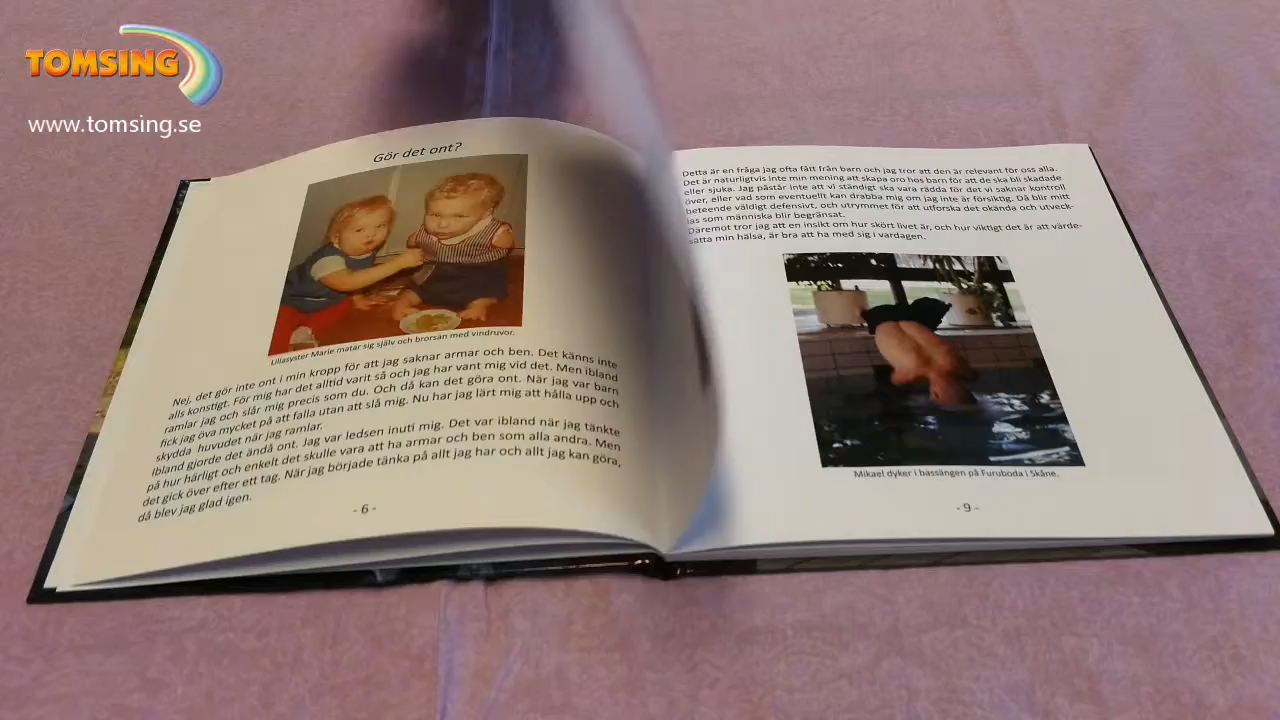 TOMSING
www.tomsing.se
Gör det ont?
Lillasyster Marie matar sig själv och brorsan med vindruvor.
Nej, det gör inte ont i min kropp för att jag saknar armar och ben. Det känns inte
alls konstigt. För mig har det alltid varit så och jag har vant mig vid det. Men ibland
ramlar jag och slår mig precis som du. Och då kan det göra ont. När jag var barn
fick jag öva mycket på att falla utan att slå mig. Nu har jag lärt mig att hålla upp och
skydda huvudet när jag ramlar.
Ibland gjorde det ändå ont. Jag var ledsen inuti mig. Det var ibland när jag tänkte
på hur härligt och enkelt det skulle vara att ha armar och ben som alla andra. Men
det gick över efter ett tag. När jag började tänka på allt jag har och allt jag kan göra,
då blev jag glad igen.
- 6 -
Detta är en fråga jag ofta fått från barn och jag tror att den är relevant för oss alla.
Det är naturligtvis inte min mening att skapa oro hos barn för att de ska bli skadade
eller sjuka. Jag påstår inte att vi ständigt ska vara rädda för det vi saknar kontroll
över, eller vad som eventuellt kan drabba mig om jag inte är försiktig. Då blir mitt
beteende väldigt defensivt, och utrymmet för att utforska det okända och utveck-
las som människa blir begränsat.
Däremot tror jag att en insikt om hur skört livet är, och hur viktigt det är att värde-
sätta min hälsa, är bra att ha med sig i vardagen.
Mikael dyker i bassängen på Furuboda i Skåne.
- 9 -